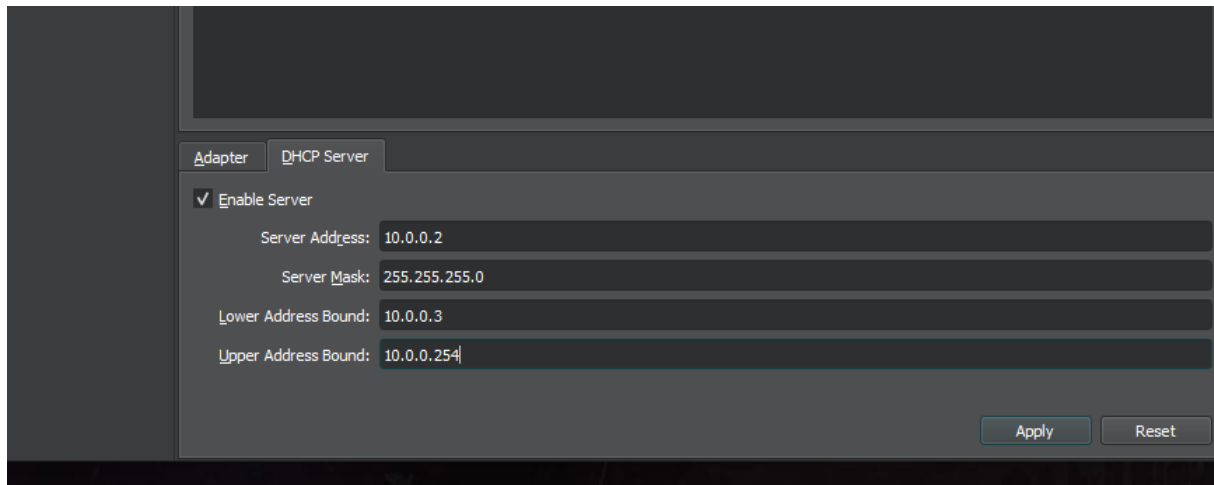 Adapter DHCP Server
Enable Server
Server Address: 10.0.0.2
Server Mask: 255.255.255.0
Lower Address Bound: 10.0.0.3
Upper Address Bound: 10.0.0.254
Apply Reset